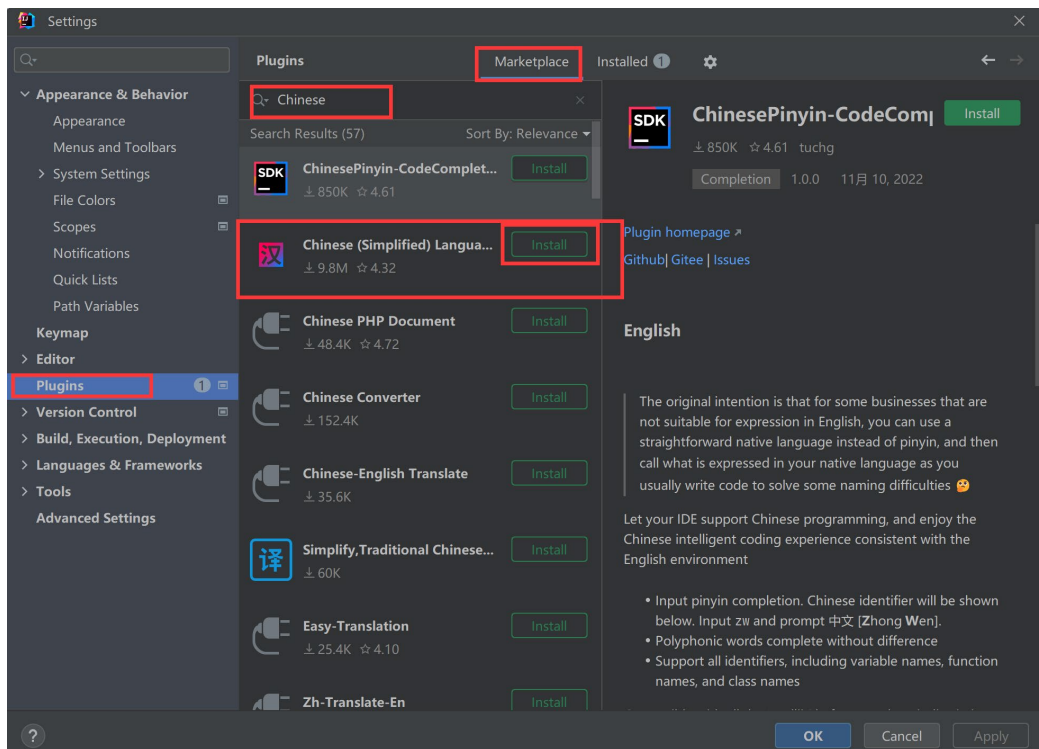 Settings
Appearance & Behavior
Appearance
Menus and Toolbars
System Settings
File Colors
Scopes
Notifications
Quick Lists
Path Variables
Keymap
Editor
Plugins 1
Version Control
Build, Execution, Deployment
Languages & Frameworks
Tools
Advanced Settings
Plugins Marketplace Installed 1
Chinese
Search Results (57) Sort By: Relevance
SDK ChinesePinyin-CodeComplet... Install
850K 4.61
汉 Chinese (Simplified) Langua... Install
9.8M 4.32
Chinese PHP Document Install
48.4K 4.72
Chinese Converter Install
152.4K
Chinese-English Translate Install
35.6K
译 Simplify,Traditional Chinese... Install
60K
Easy-Translation Install
25.4K 4.10
Zh-Translate-En Install
SDK ChinesePinyin-CodeComp Install
850K 4.61 tuchg
Completion 1.0.0 11月 10, 2022
Plugin homepage
Github| Gitee | Issues
English
The original intention is that for some businesses that are
not suitable for expression in English, you can use a
straightforward native language instead of pinyin, and then
call what is expressed in your native language as you
usually write code to solve some naming difficulties 🤔
Let your IDE support Chinese programming, and enjoy the
Chinese intelligent coding experience consistent with the
English environment
• Input pinyin completion. Chinese identifier will be shown
below. Input zw and prompt 中文 [Zhong Wen].
• Polyphonic words complete without difference
• Support all identifiers, including variable names, function
names, and class names
? OK Cancel Apply